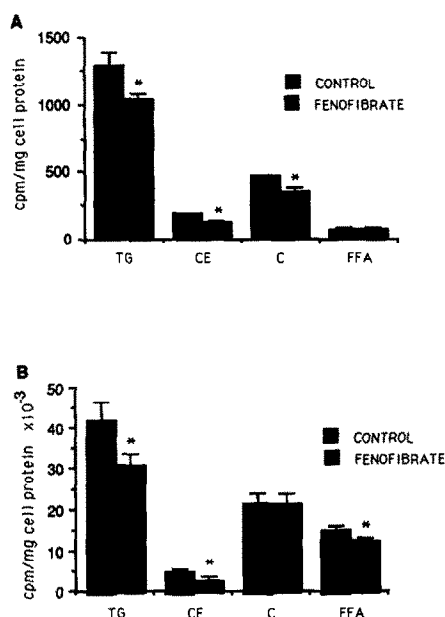 A
cpm/mg cell protein
1500
1000
500
0
*
*
*
CONTROL
FENOFIBRATE
TG CE C FFA
B
cpm/mg cell protein x10-3
50
40
30
20
10
0
*
*
*
CONTROL
FENOFIBRATE
TG CE C FFA